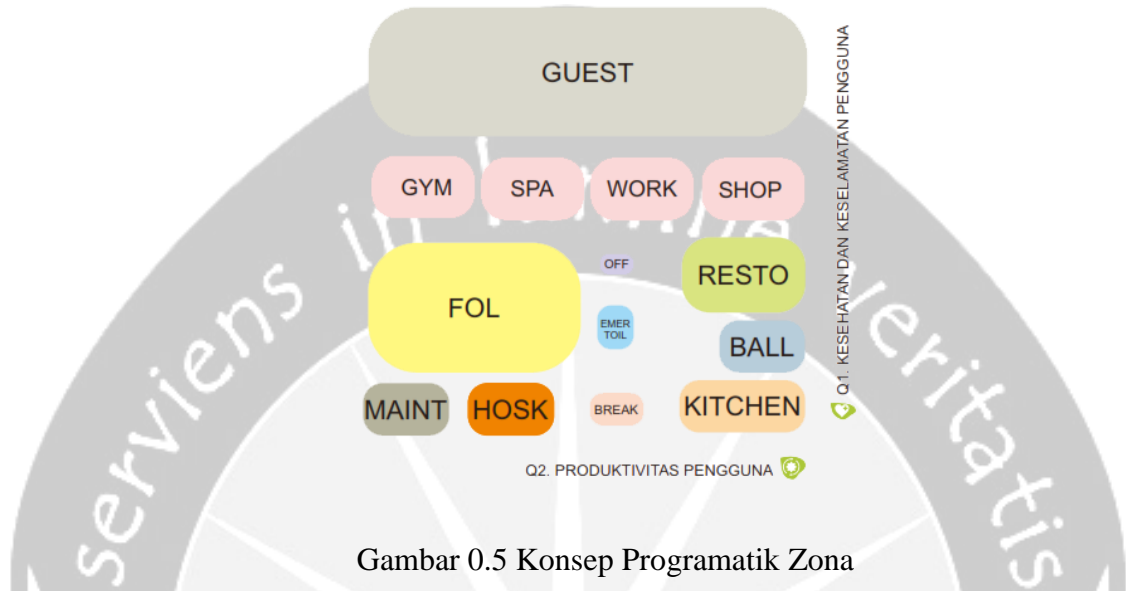 GUEST
GYM SPA WORK SHOP
OFF
RESTO
FOL
EMER
TOIL
BALL
MAINT HOSK BREAK KITCHEN
Q1. KESEHATAN DAN KESELAMATAN PENGGUNA
Q2. PRODUKTIVITAS PENGGUNA
Gambar 0.5 Konsep Programatik Zona
serviens in lumine veritatis